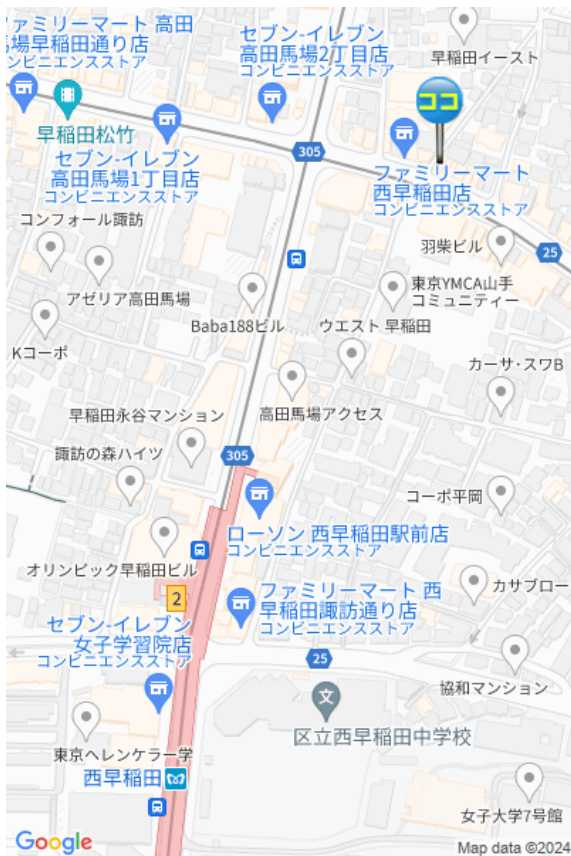 ファミリーマート 高田
場早稲田通り店
コンビニエンスストア
早稲田松竹
セブン-イレブン
高田馬場2丁目店
コンビニエンスストア
早稲田イースト
ココ
セブン-イレブン
高田馬場1丁目店
コンビニエンスストア
305
ファミリーマート
西早稲田店
コンビニエンスストア
コンフォール諏訪
羽柴ビル
25
アゼリア高田馬場
東京YMCA山手
コミュニティー
Baba188ビル
ウエスト 早稲田
Kコーポ
カーサ・スワB
早稲田永谷マンション
高田馬場アクセス
諏訪の森ハイツ
305
コーポ平岡
ローソン 西早稲田駅前店
コンビニエンスストア
オリンピック早稲田ビル
2
ファミリーマート 西
早稲田諏訪通り店
コンビニエンスストア
カサブロー
セブン-イレブン
女子学習院店
コンビニエンスストア
25
協和マンション
文
区立西早稲田中学校
東京ヘレンケラー学
西早稲田
女子大学7号館
Google
Map data ©2024